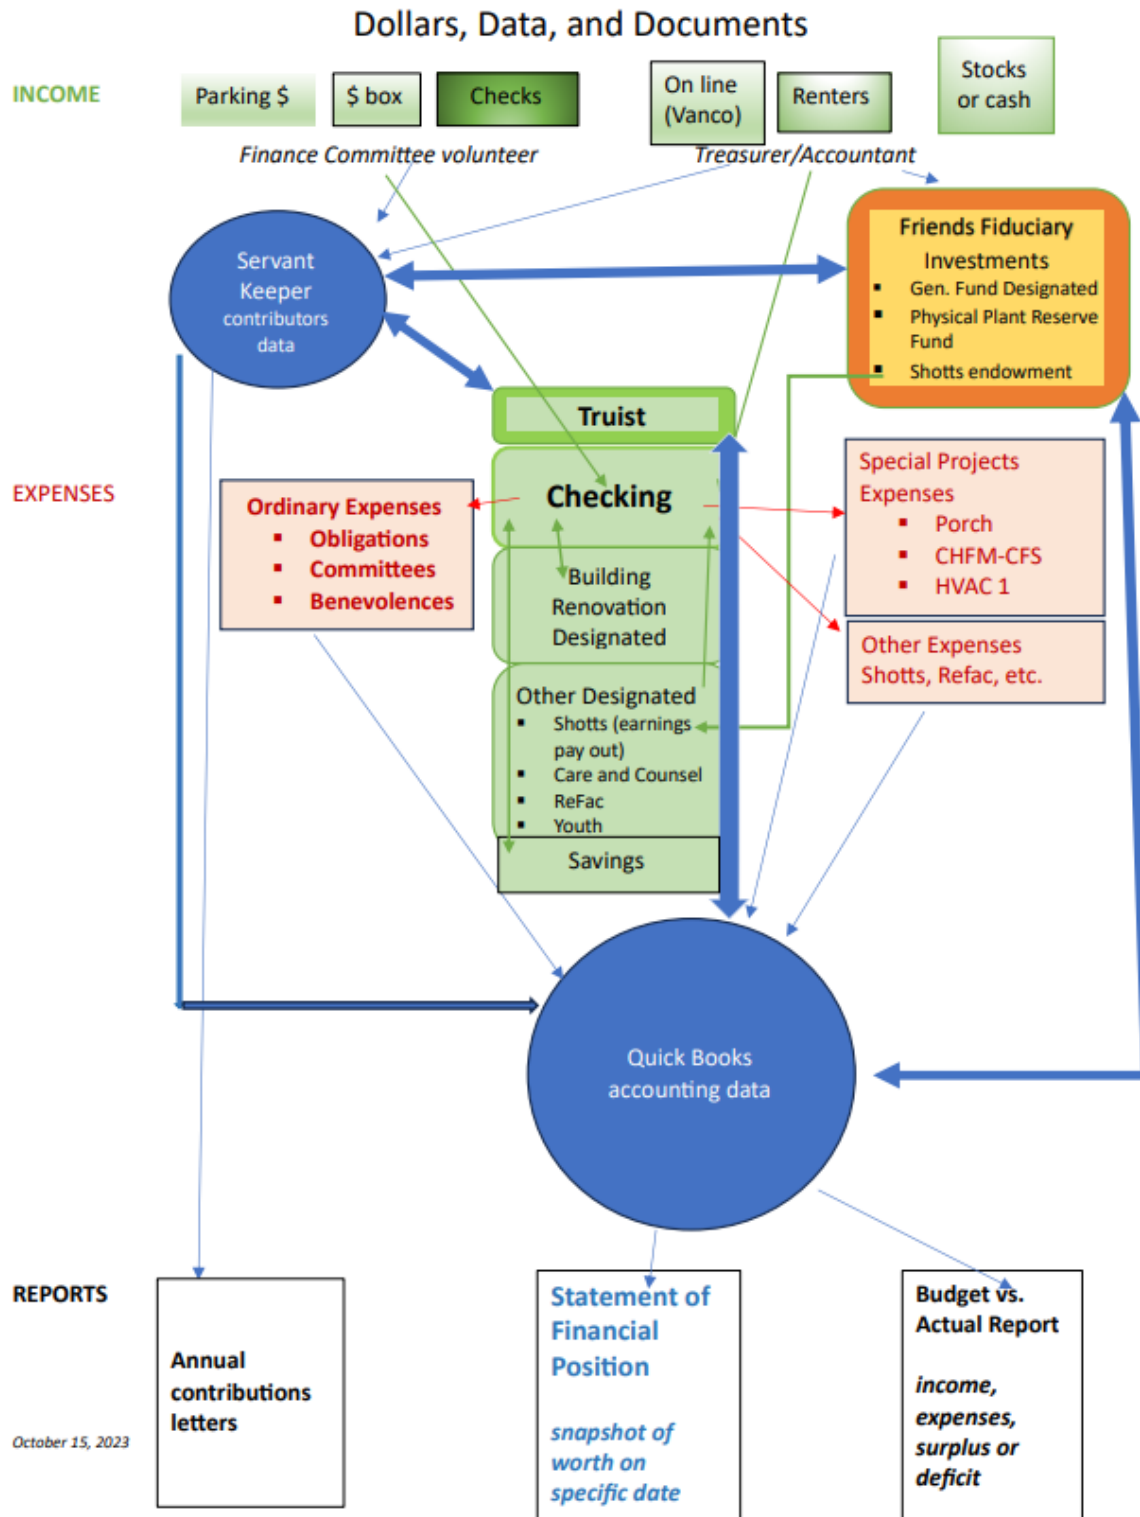 Dollars, Data, and Documents
INCOME
Parking $
$ box
Checks
On line
(Vanco)
Renters
Stocks
or cash
Finance Committee volunteer
Treasurer/Accountant
Servant
Keeper
contributors
data
Friends Fiduciary
Investments
▪ Gen. Fund Designated
▪ Physical Plant Reserve
Fund
▪ Shotts endowment
Truist
EXPENSES
Ordinary Expenses
▪ Obligations
▪ Committees
▪ Benevolences
Checking
Special Projects
Expenses
▪ Porch
▪ CHFM-CFS
▪ HVAC 1
Building
Renovation
Designated
Other Expenses
Shotts, Refac, etc.
Other Designated
▪ Shotts (earnings
pay out)
▪ Care and Counsel
▪ ReFac
▪ Youth
Savings
Quick Books
accounting data
REPORTS
Annual
contributions
letters
Statement of
Financial
Position
snapshot of
worth on
specific date
Budget vs.
Actual Report
income,
expenses,
surplus or
deficit
October 15, 2023